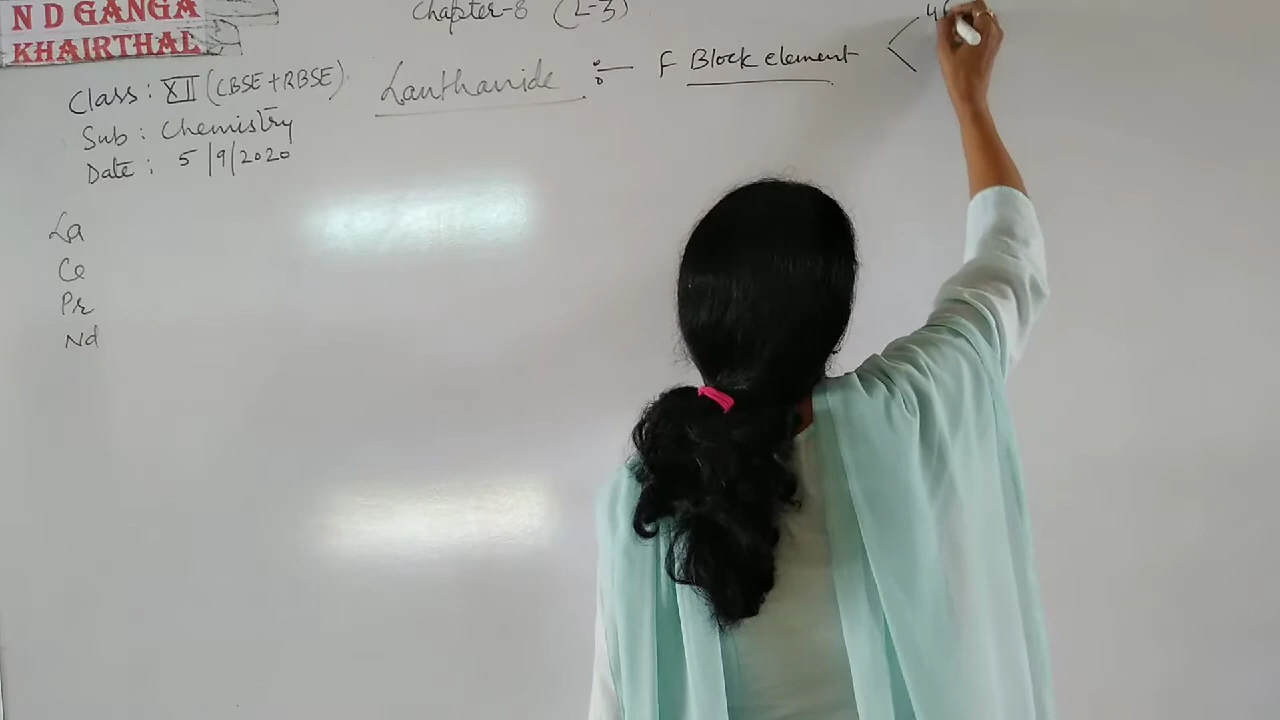 N D GANGA
KHAIRTHAL
Chapter-8 (L-3)
Class : XII (CBSE+RBSE)
Sub : Chemistry
Date : 5/9/2020
Lanthanide :- F Block element
4
La
Ce
Pr
Nd